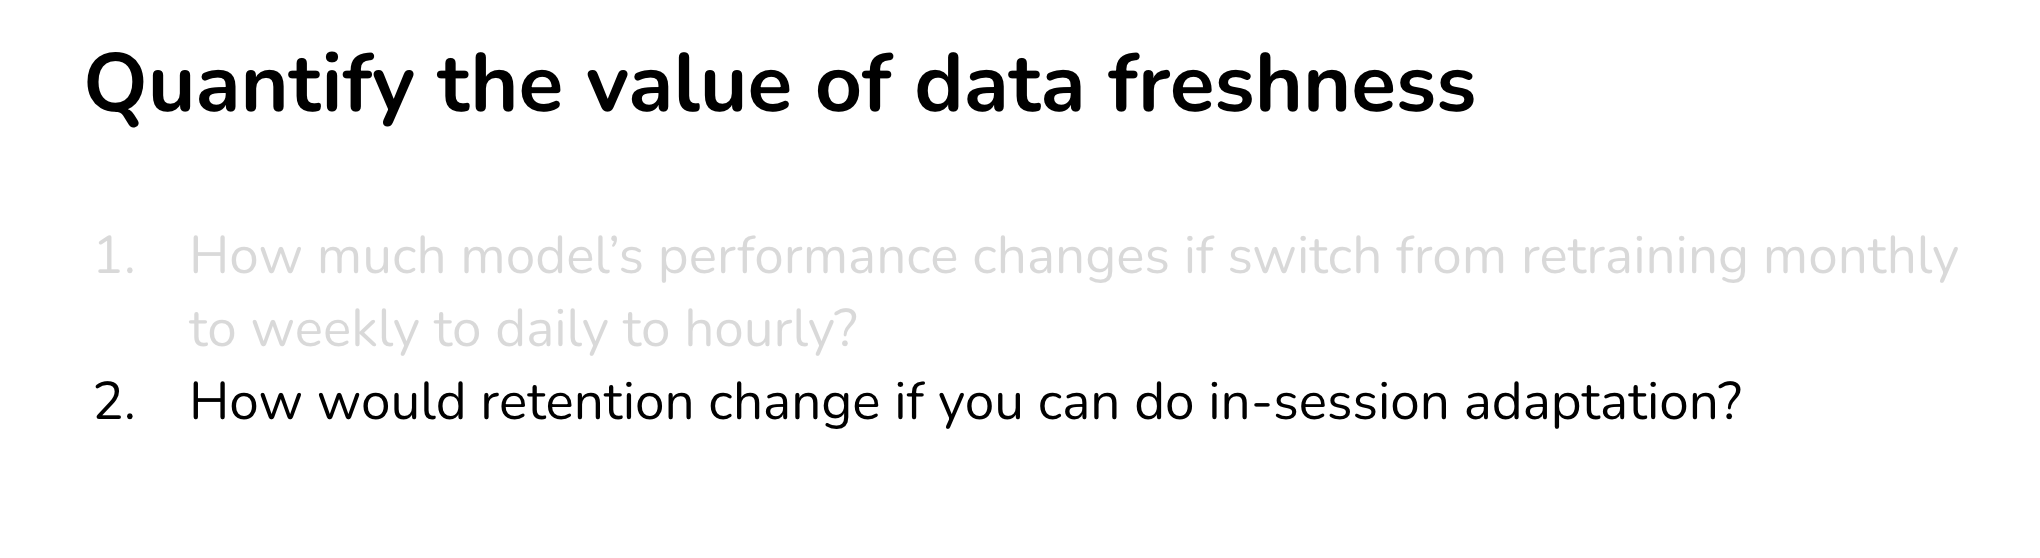 Quantify the value of data freshness
1. How much model’s performance changes if switch from retraining monthly
to weekly to daily to hourly?
2. How would retention change if you can do in-session adaptation?